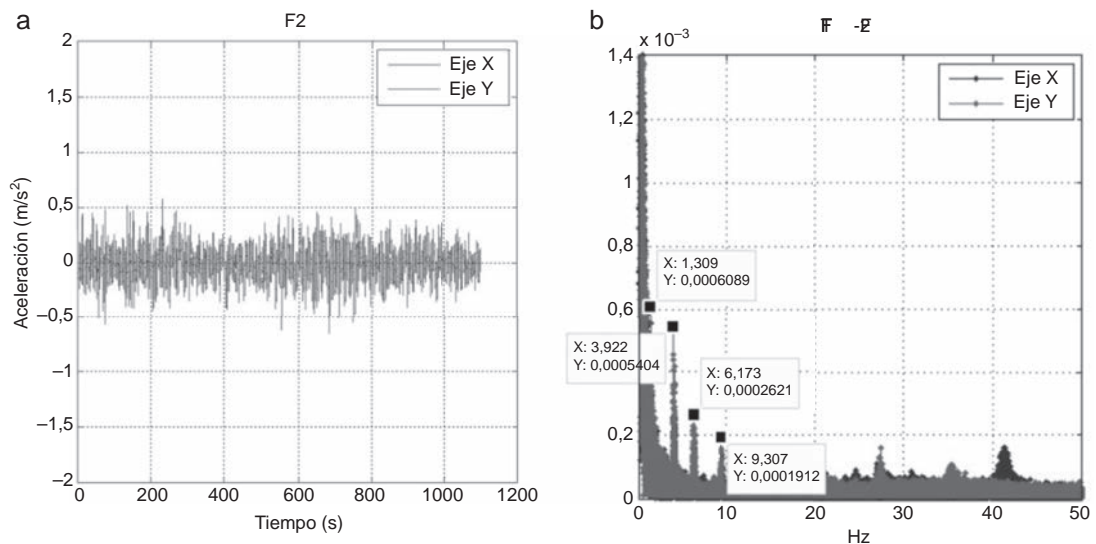 a
F2
2
1,5
1
0,5
0
–0,5
–1
–1,5
–2
Aceleración (m/s²)
0
200
400
600
800
1000
1200
Tiempo (s)
Eje X
Eje Y
b
x 10⁻³
1,4
1,2
1
0,8
0,6
0,4
0,2
0
Eje X
Eje Y
X: 1,309
Y: 0,0006089
X: 3,922
Y: 0,0005404
X: 6,173
Y: 0,0002621
X: 9,307
Y: 0,0001912
0
10
20
30
40
50
Hz